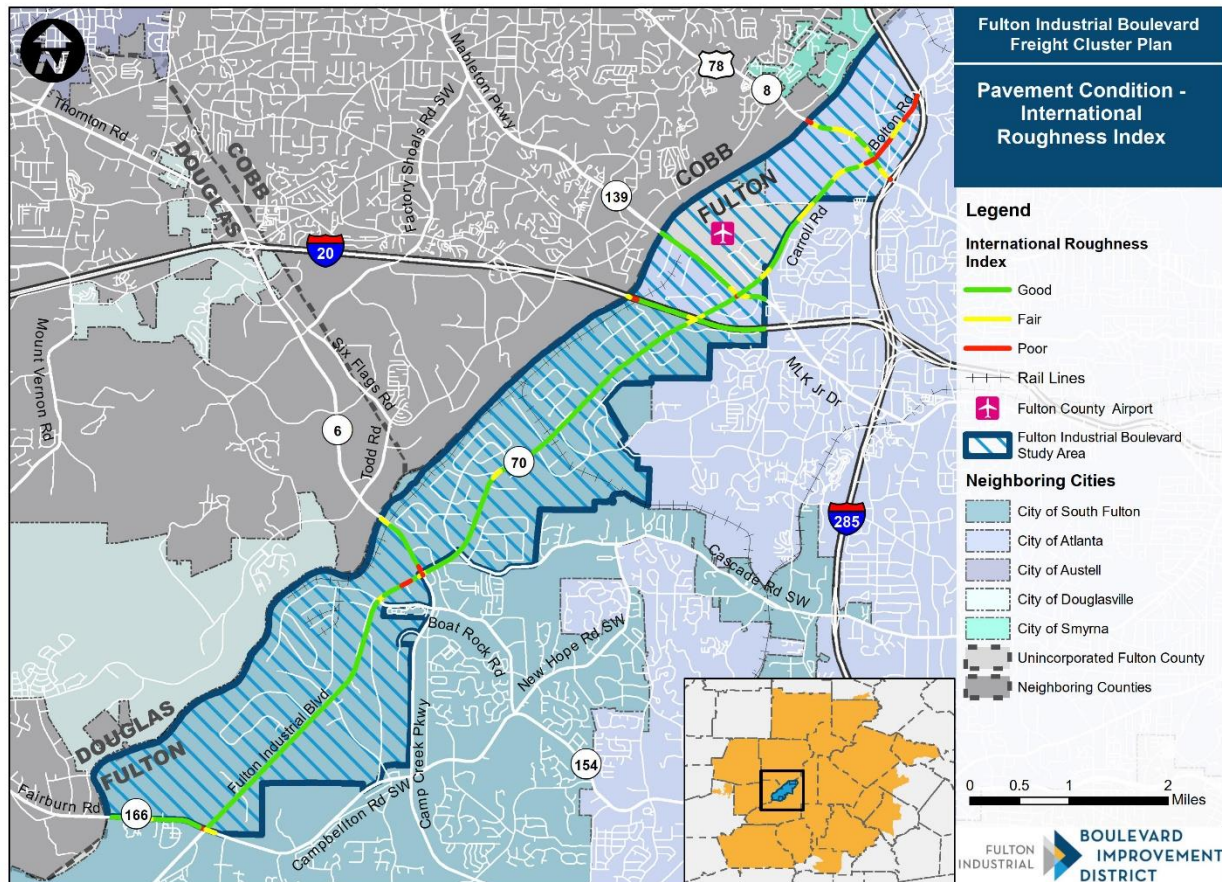 Fulton Industrial Boulevard
Freight Cluster Plan
Pavement Condition -
International
Roughness Index
Legend
International Roughness
Index
Good
Fair
Poor
Rail Lines
Fulton County Airport
Fulton Industrial Boulevard
Study Area
Neighboring Cities
City of South Fulton
City of Atlanta
City of Austell
City of Douglasville
City of Smyrna
Unincorporated Fulton County
Neighboring Counties
0 0.5 1 2
Miles
FULTON
INDUSTRIAL
BOULEVARD
IMPROVEMENT
DISTRICT
N
Thornton Rd
COBB
DOUGLAS
Factory Shoals Rd SW
Mableton Pkwy
78
8
Bolton Rd
COBB
FULTON
139
20
Carroll Rd
Mount Vernon Rd
Six Flags Rd
MLK Jr Dr
6
Todd Rd
70
285
Cascade Rd SW
Boat Rock Rd
New Hope Rd SW
Fulton Industrial Blvd
DOUGLAS
FULTON
Camp Creek Pkwy
154
Fairburn Rd
166
Campbellton Rd SW